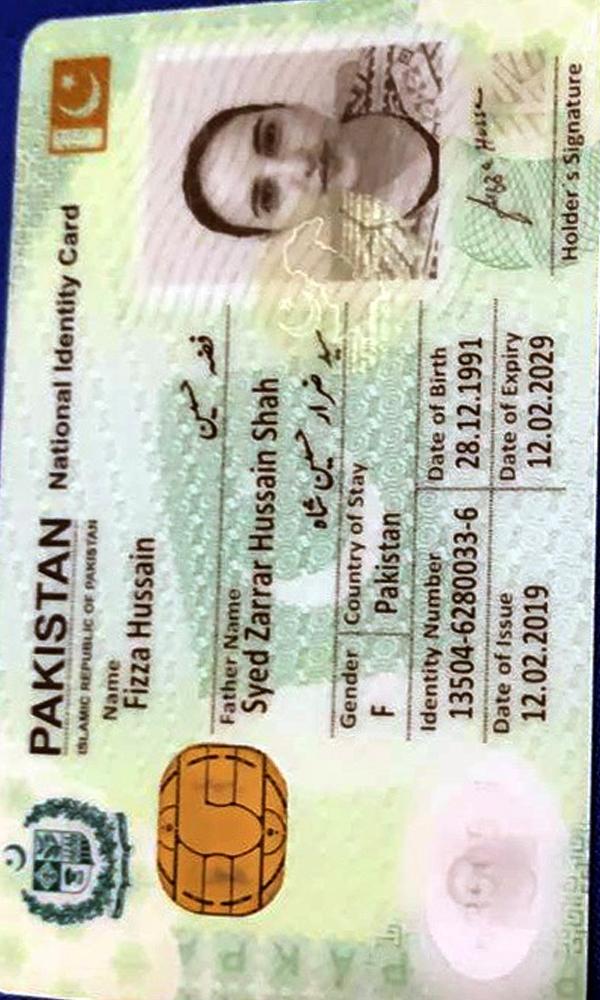 PAKISTAN National Identity Card
ISLAMIC REPUBLIC OF PAKISTAN
Name
Fizza Hussain
فضہ حسین
Father Name
Syed Zarrar Hussain Shah
سید ضرار حسین شاہ
Gender Country of Stay
F Pakistan
Identity Number Date of Birth
13504-6280033-6 28.12.1991
Date of Issue Date of Expiry
12.02.2019 12.02.2029
Holder s Signature
PAKP